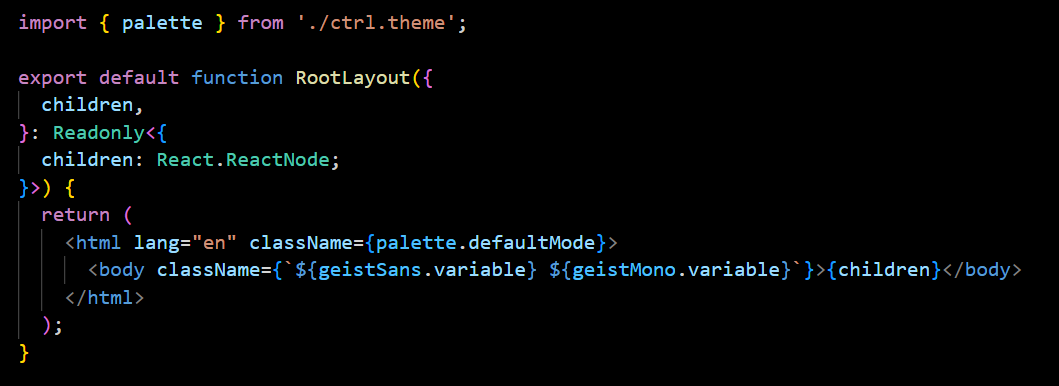 import { palette } from './ctrl.theme';
export default function RootLayout({
children,
}: Readonly<{
children: React.ReactNode;
}>) {
return (
<html lang="en" className={palette.defaultMode}>
<body className={`${geistSans.variable} ${geistMono.variable}`}>{children}</body>
</html>
);
}